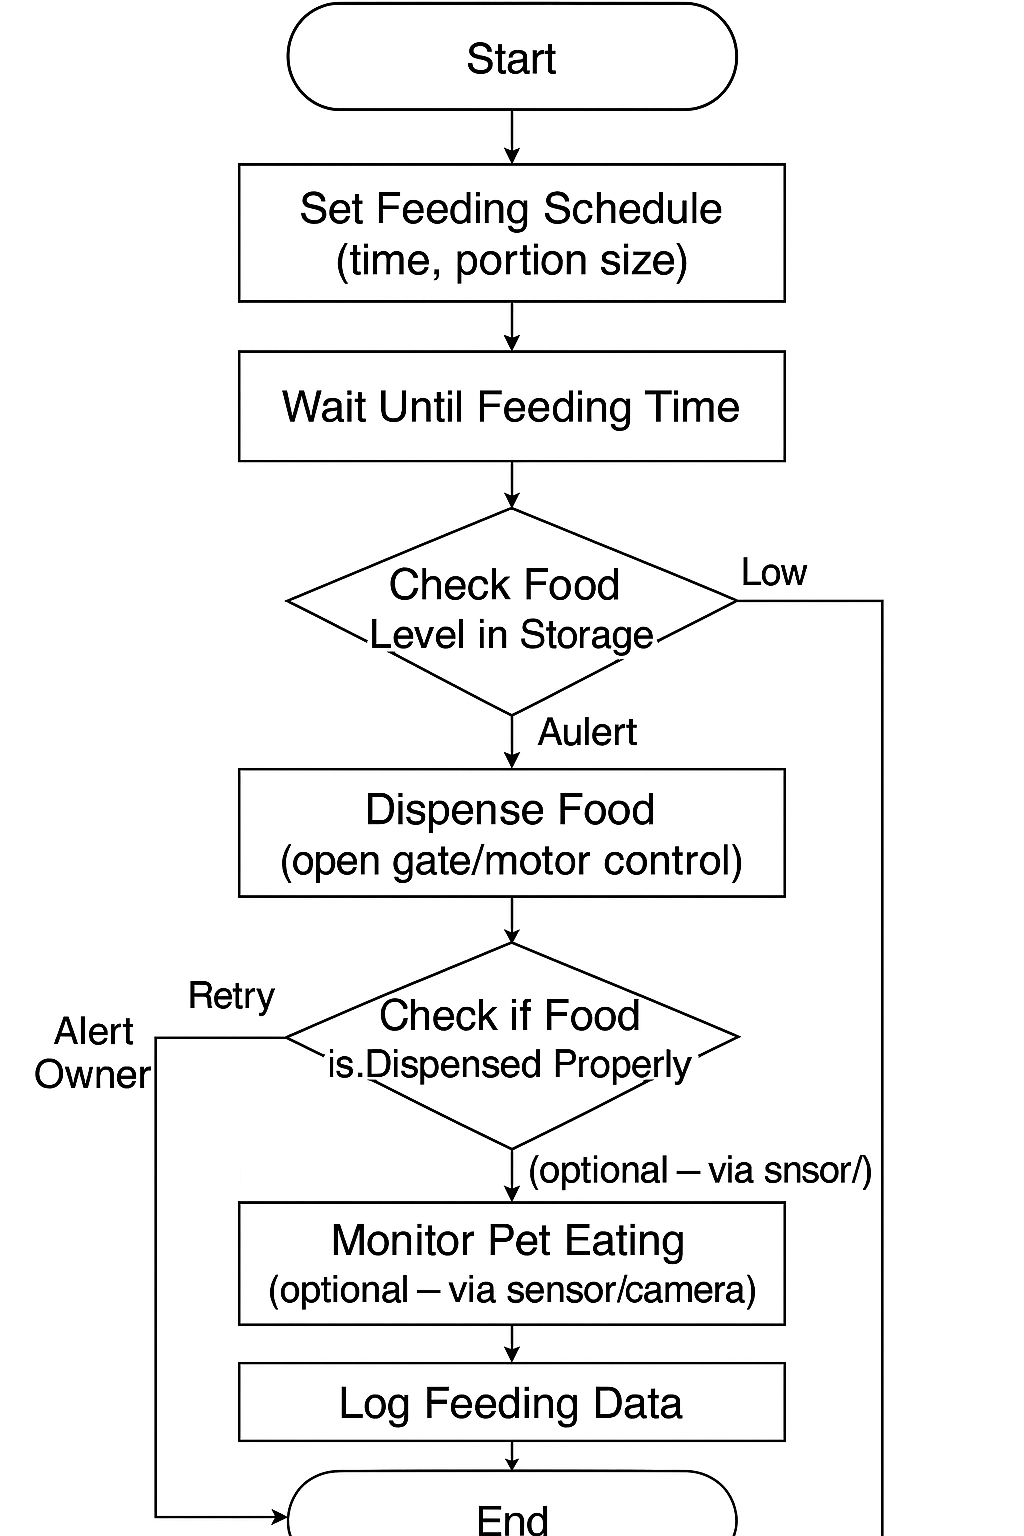 Start
Set Feeding Schedule
(time, portion size)
Wait Until Feeding Time
Check Food
Level in Storage
Low
Aulert
Dispense Food
(open gate/motor control)
Retry
Alert
Owner
Check if Food
is.Dispensed Properly
(optional – via snsor/)
Monitor Pet Eating
(optional – via sensor/camera)
Log Feeding Data
End